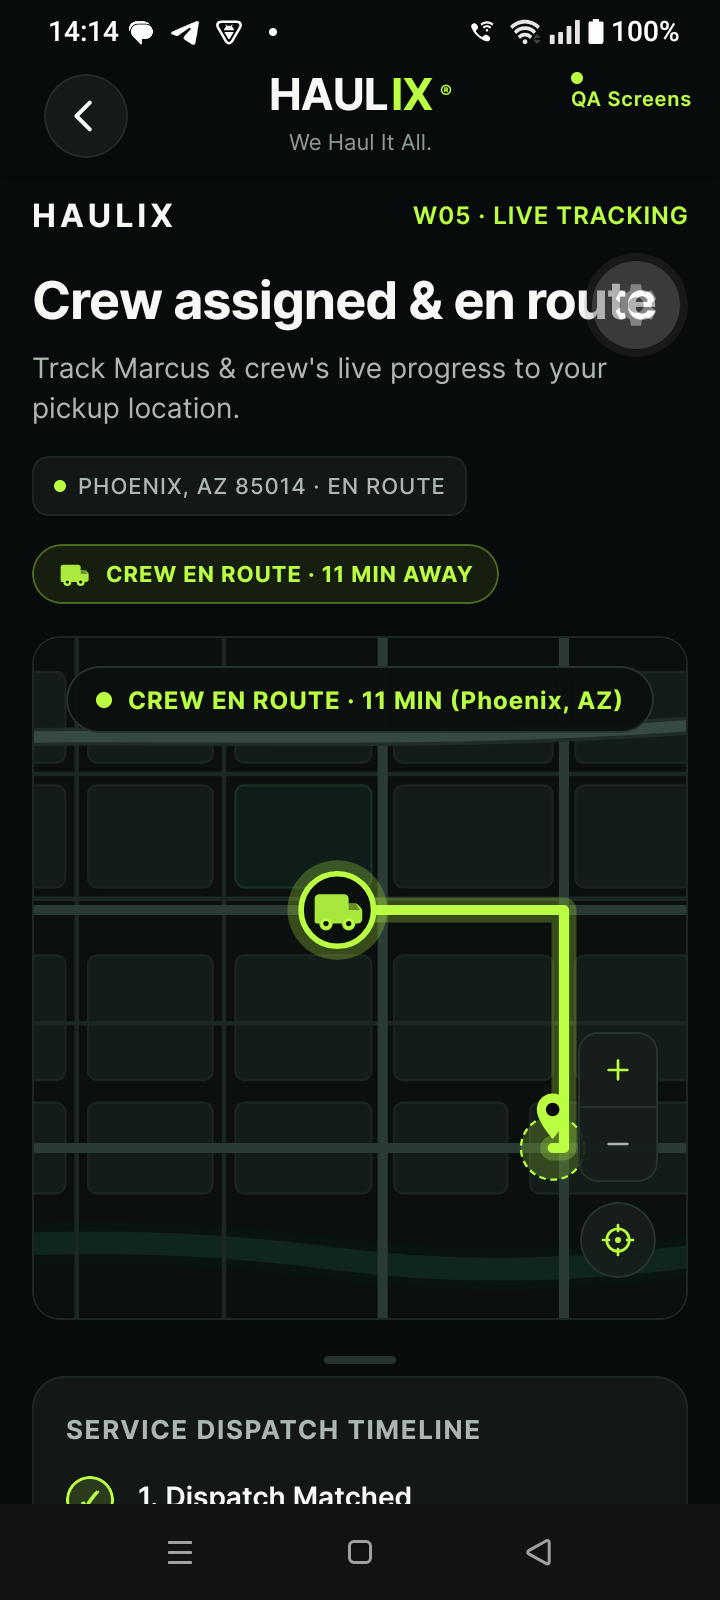 14:14
100%
HAULIX ®
We Haul It All.
QA Screens
HAULIX
W05 · LIVE TRACKING
Crew assigned & en route
Track Marcus & crew's live progress to your
pickup location.
PHOENIX, AZ 85014 · EN ROUTE
CREW EN ROUTE · 11 MIN AWAY
CREW EN ROUTE · 11 MIN (Phoenix, AZ)
SERVICE DISPATCH TIMELINE
1. Dispatch Matched